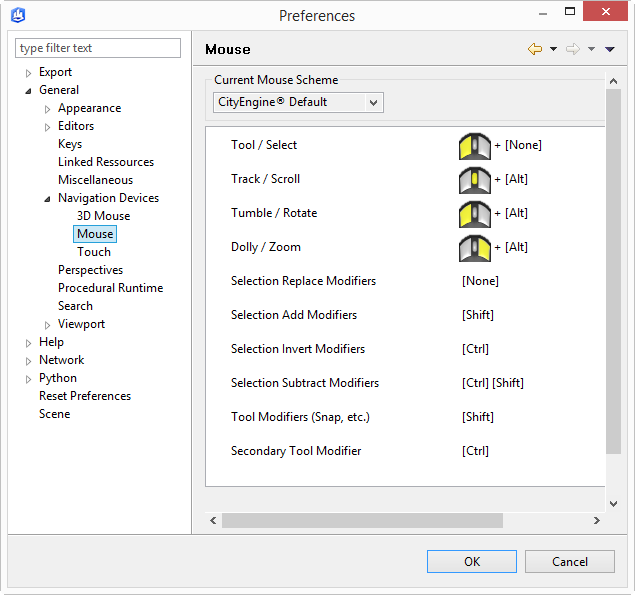 Preferences
type filter text
Export
General
Appearance
Editors
Keys
Linked Ressources
Miscellaneous
Navigation Devices
3D Mouse
Mouse
Touch
Perspectives
Procedural Runtime
Search
Viewport
Help
Network
Python
Reset Preferences
Scene
Mouse
Current Mouse Scheme
CityEngine® Default
Tool / Select + [None]
Track / Scroll + [Alt]
Tumble / Rotate + [Alt]
Dolly / Zoom + [Alt]
Selection Replace Modifiers [None]
Selection Add Modifiers [Shift]
Selection Invert Modifiers [Ctrl]
Selection Subtract Modifiers [Ctrl] [Shift]
Tool Modifiers (Snap, etc.) [Shift]
Secondary Tool Modifier [Ctrl]
OK Cancel